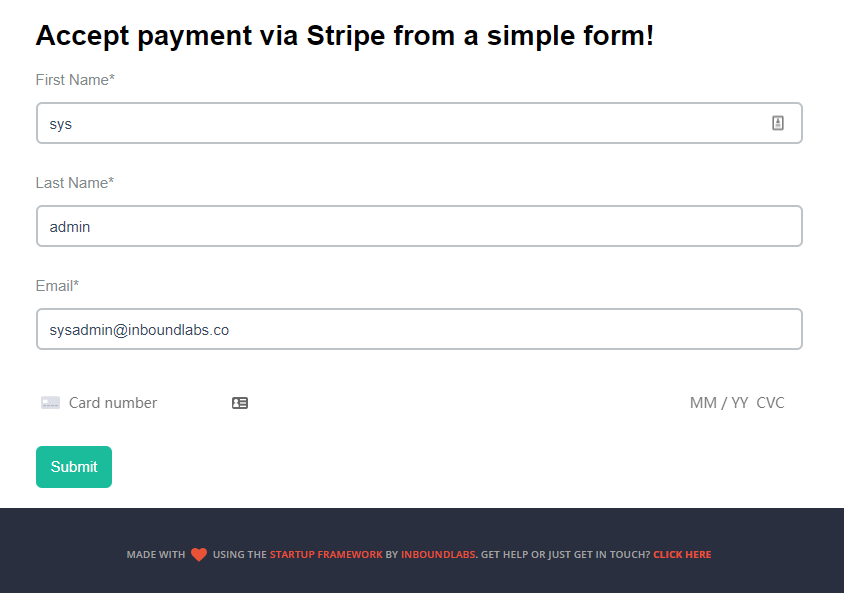 Accept payment via Stripe from a simple form!
First Name*
sys
Last Name*
admin
Email*
sysadmin@inboundlabs.co
Card number MM / YY CVC
Submit
MADE WITH USING THE STARTUP FRAMEWORK BY INBOUNDLABS. GET HELP OR JUST GET IN TOUCH? CLICK HERE